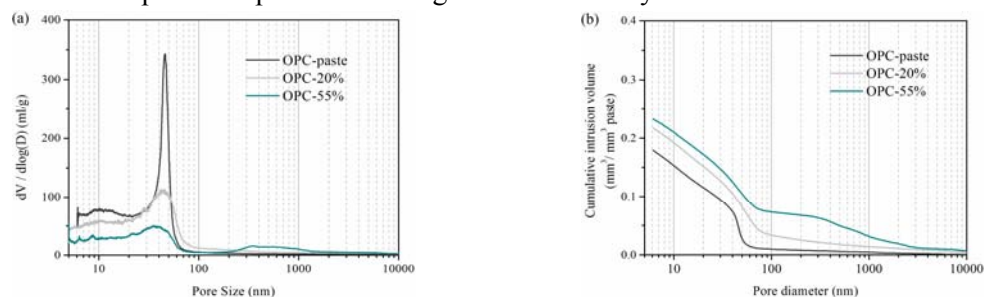 (a)
400
300
200
100
0
dV / dlog(D) (ml/g)
OPC-paste
OPC-20%
OPC-55%
10
100
1000
10000
Pore Size (nm)
(b)
0.4
0.3
0.2
0.1
0.0
Cumulative intrusion volume
(mm³/ mm³ paste)
OPC-paste
OPC-20%
OPC-55%
10
100
1000
10000
Pore diameter (nm)